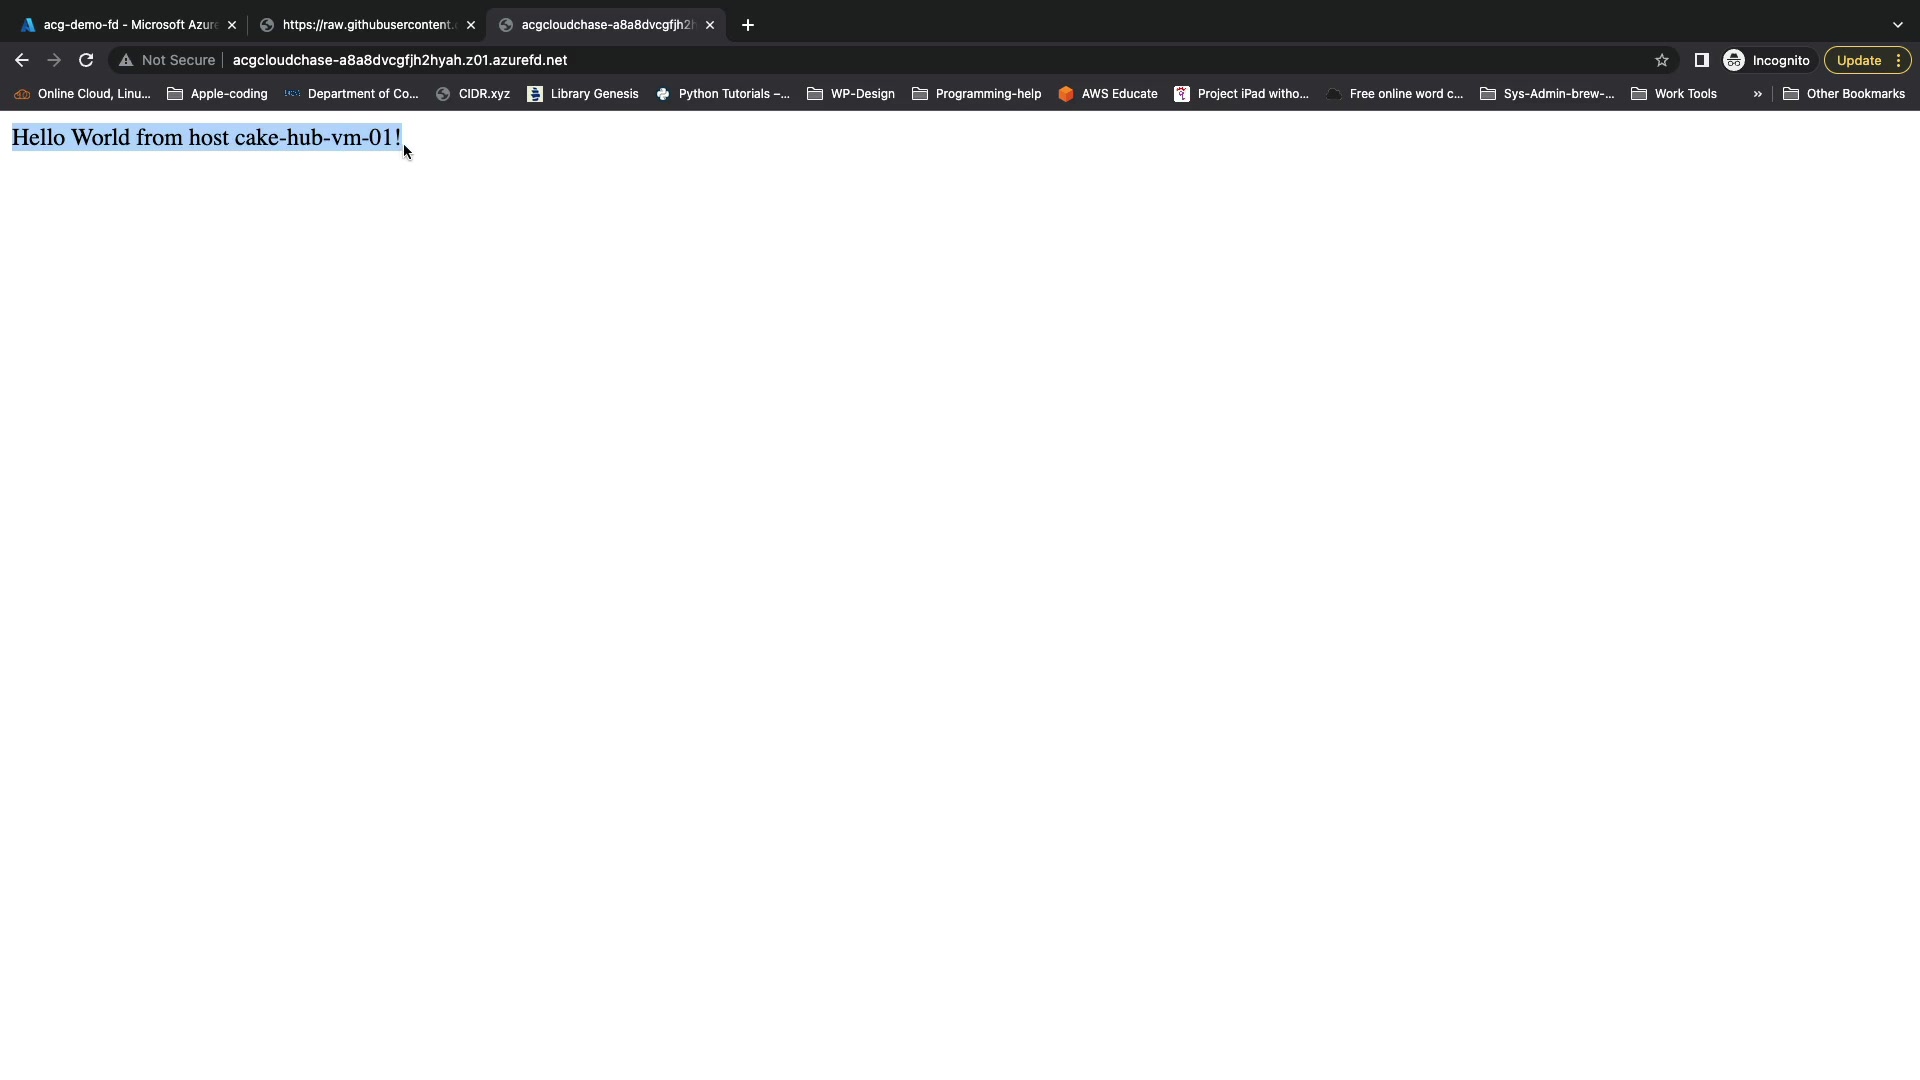 acg-demo-fd - Microsoft Azure
https://raw.githubusercontent.
acgcloudchase-a8a8dvcgfjh2h
Not Secure
acgcloudchase-a8a8dvcgfjh2hyah.z01.azurefd.net
Incognito
Update
Online Cloud, Linu...
Apple-coding
Department of Co...
CIDR.xyz
Library Genesis
Python Tutorials –...
WP-Design
Programming-help
AWS Educate
Project iPad witho...
Free online word c...
Sys-Admin-brew-...
Work Tools
»
Other Bookmarks
Hello World from host cake-hub-vm-01!